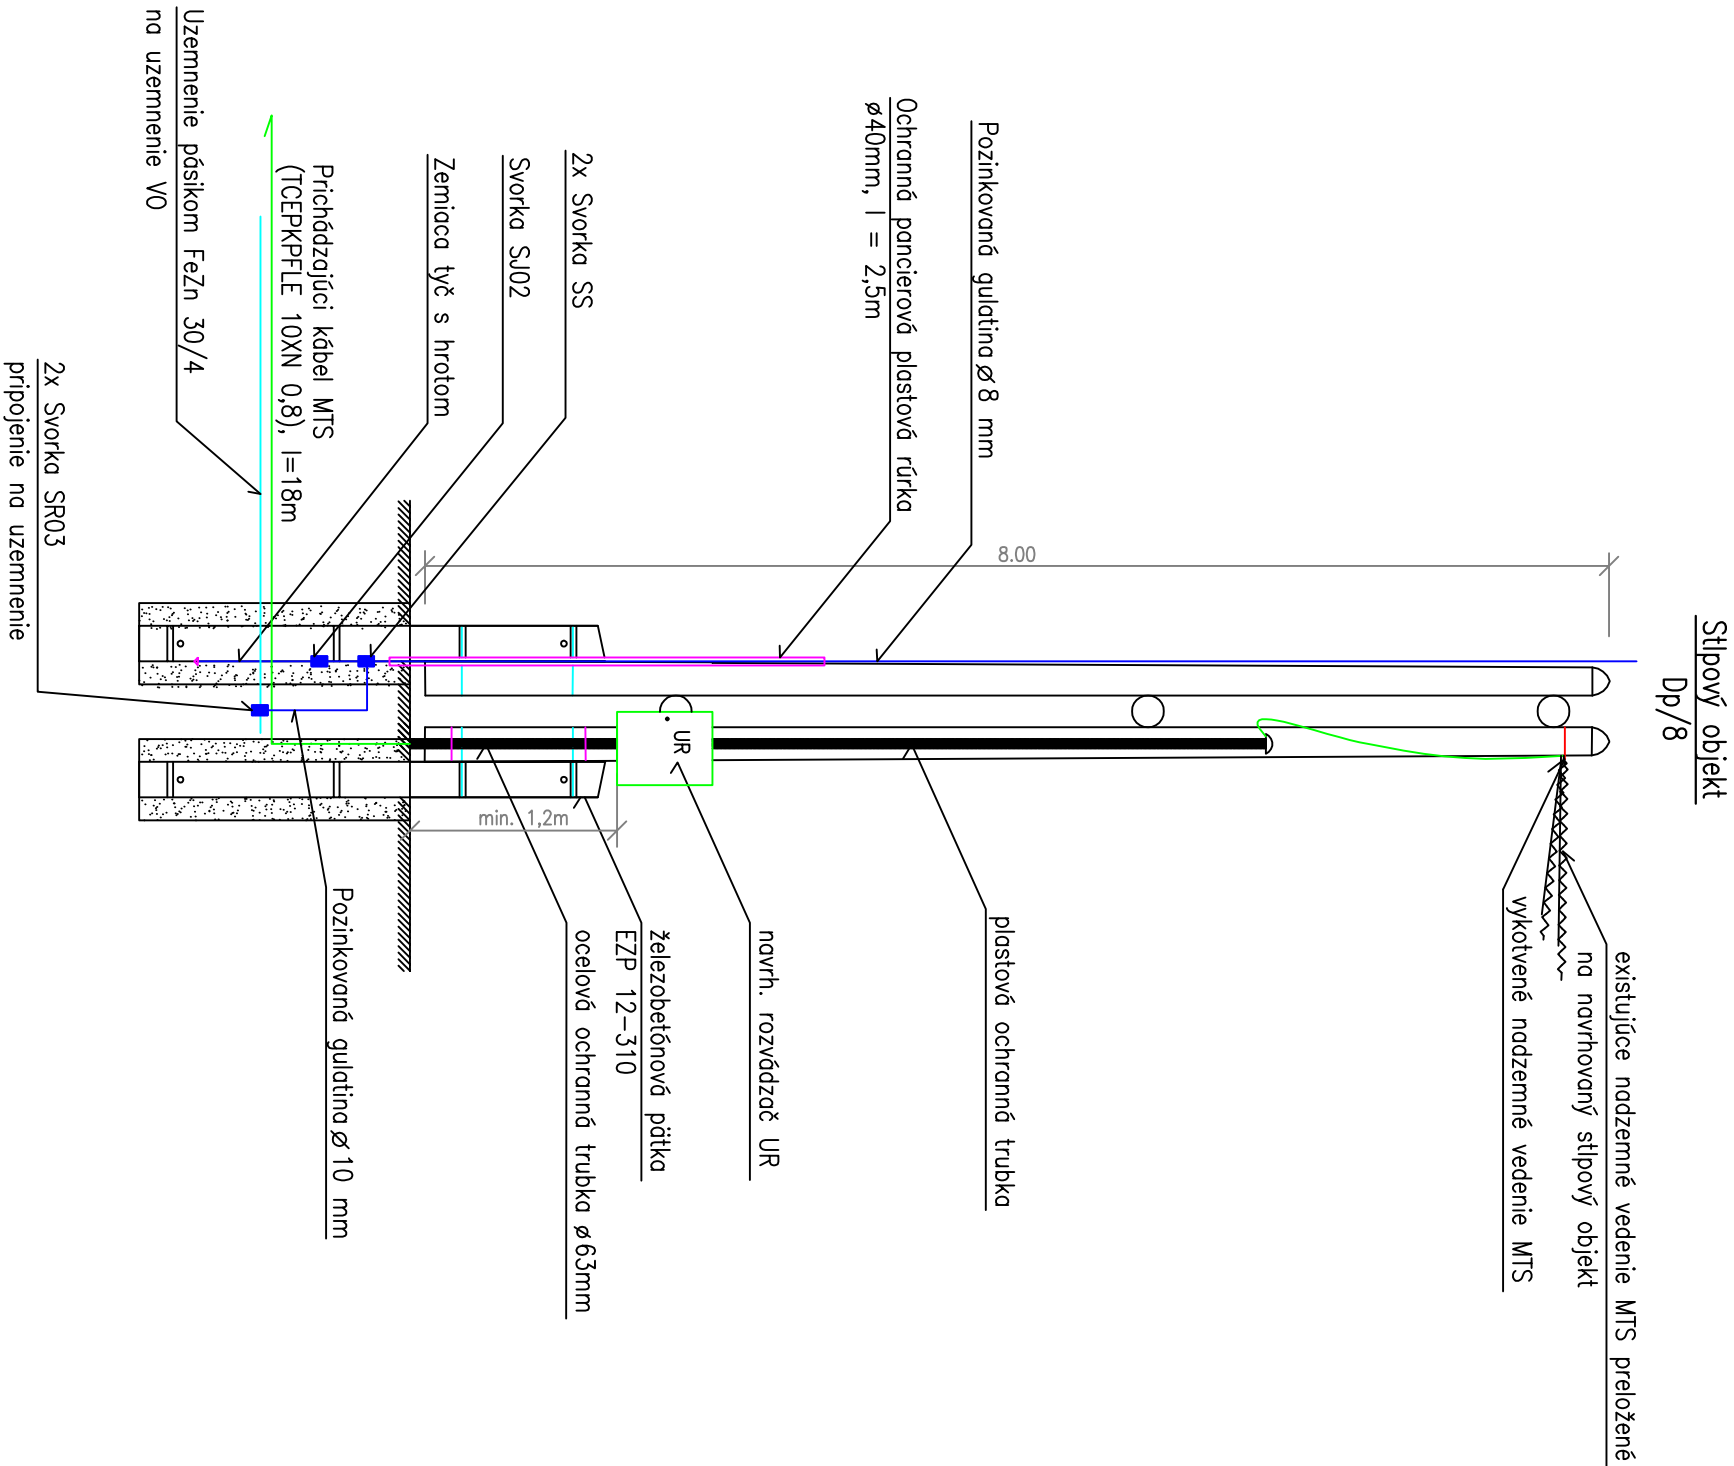 Stlpový objekt
Dp/8
existujúce nadzemné vedenie MTS preložené
na navrhovaný stlpový objekt
vykotvené nadzemné vedenie MTS
8.00
Pozinkovaná gulatina ø 8 mm
plastová ochranná trubka
Ochranná pancierová plastová rúrka
ø40mm, l = 2,5m
navrh. rozvádzač UR
UR
železobetónová pätka
EZP 12-310
min. 1,2m
ocelová ochranná trubka ø63mm
2x Svorka SS
Svorka SJ02
Zemiaca tyč s hrotom
Pozinkovaná gulatina ø 10 mm
Prichádzajúci kábel MTS
(TCEPKPFLE 10XN 0,8), l=18m
Uzemnenie pásikom FeZn 30/4
na uzemnenie VO
2x Svorka SR03
pripojenie na uzemnenie